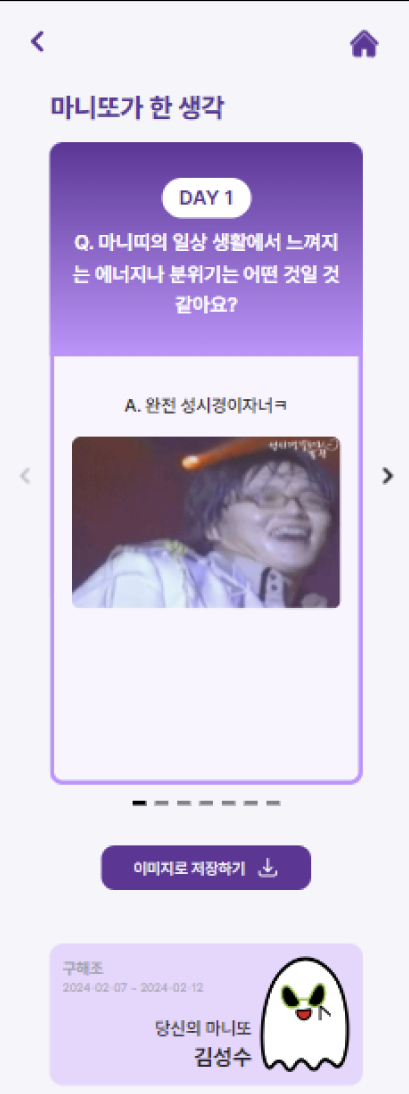 마니또가 한 생각
DAY 1
Q. 마니띠의 일상 생활에서 느껴지
는 에너지나 분위기는 어떤 것일 것
같아요?
A. 완전 성시경이자너ㅋ
이미지로 저장하기
구해조
2024-02-07 ~ 2024-02-12
당신의 마니또
김성수